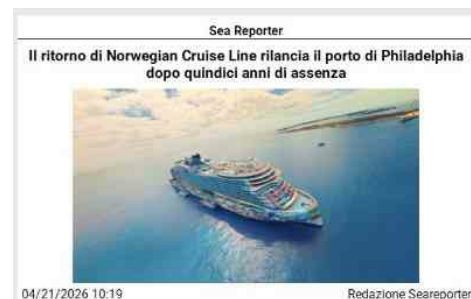 Sea Reporter
Il ritorno di Norwegian Cruise Line rilancia il porto di Philadelphia
dopo quindici anni di assenza
04/21/2026 10:19
Redazione Seareporter